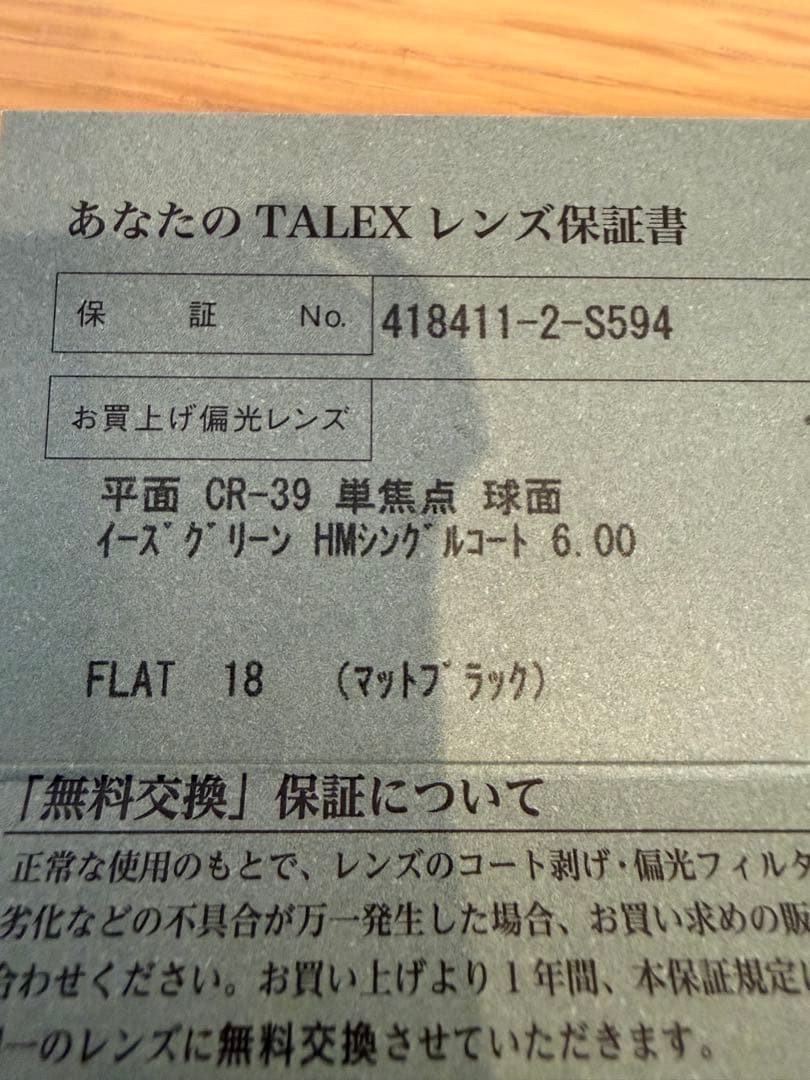 あなたの TALEX レンズ保証書
保証 No. 418411-2-S594
お買上げ偏光レンズ
平面 CR-39 単焦点 球面
ｲｰｽﾞｸﾞﾘｰﾝ HMｼﾝｸﾞﾙｺｰﾄ 6.00
FLAT 18 (ﾏｯﾄﾌﾞﾗｯｸ)
「無料交換」保証について
正常な使用のもとで、レンズのコート剥げ・偏光フィルタ
劣化などの不具合が万一発生した場合、お買い求めの販
合わせください。お買い上げより1年間、本保証規定に
一のレンズに無料交換させていただきます。